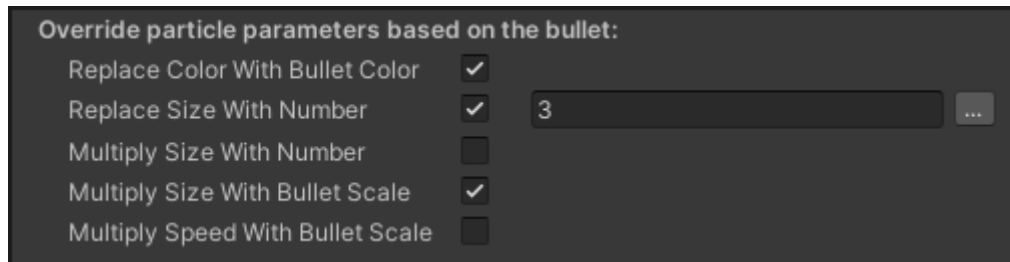 Override particle parameters based on the bullet:
Replace Color With Bullet Color
Replace Size With Number 3 ...
Multiply Size With Number
Multiply Size With Bullet Scale
Multiply Speed With Bullet Scale